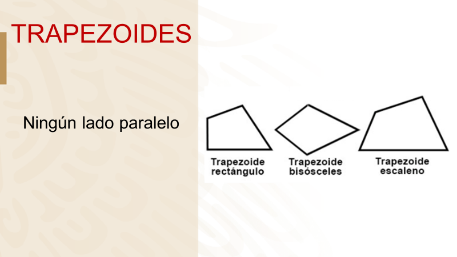 TRAPEZOIDES
Ningún lado paralelo
Trapezoide
rectángulo
Trapezoide
bisósceles
Trapezoide
escaleno